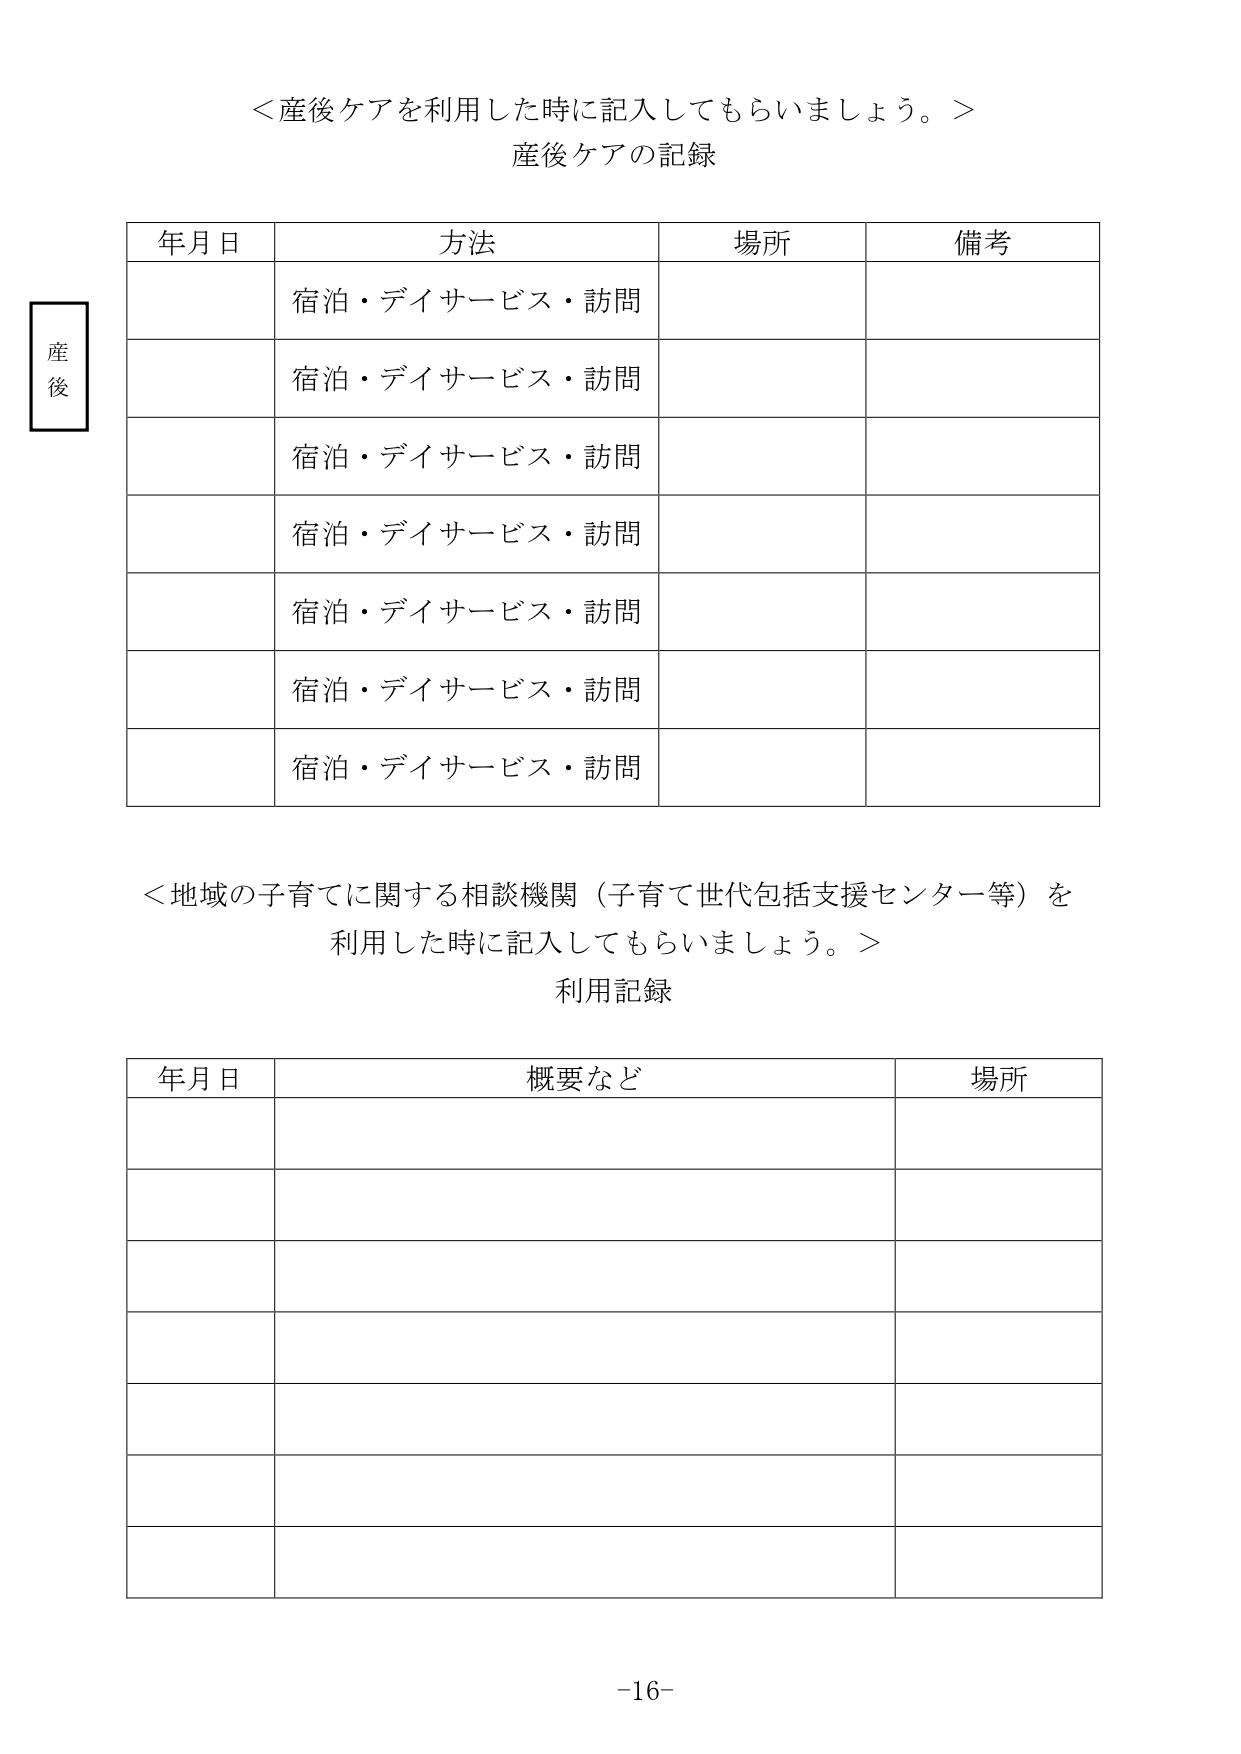 ＜産後ケアを利用した時に記入してもらいましょう。＞
産後ケアの記録
年月日 方法 場所 備考
宿泊・デイサービス・訪問
宿泊・デイサービス・訪問
宿泊・デイサービス・訪問
宿泊・デイサービス・訪問
宿泊・デイサービス・訪問
宿泊・デイサービス・訪問
宿泊・デイサービス・訪問
産
後
＜地域の子育てに関する相談機関（子育て世代包括支援センター等）を
利用した時に記入してもらいましょう。＞
利用記録
年月日 概要など 場所
−16−